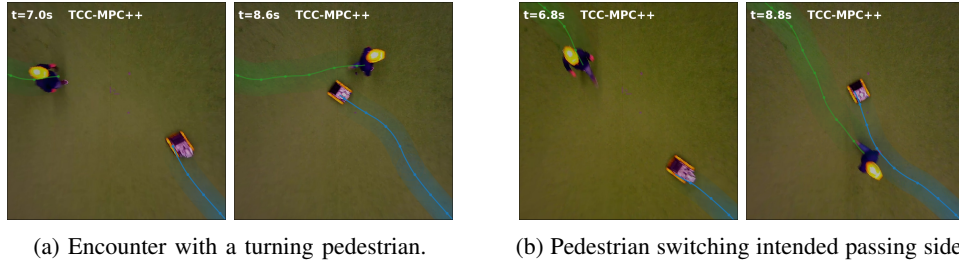 t=7.0s TCC-MPC++
t=8.6s TCC-MPC++
t=6.8s TCC-MPC++
t=8.8s TCC-MPC++
(a) Encounter with a turning pedestrian.
(b) Pedestrian switching intended passing side